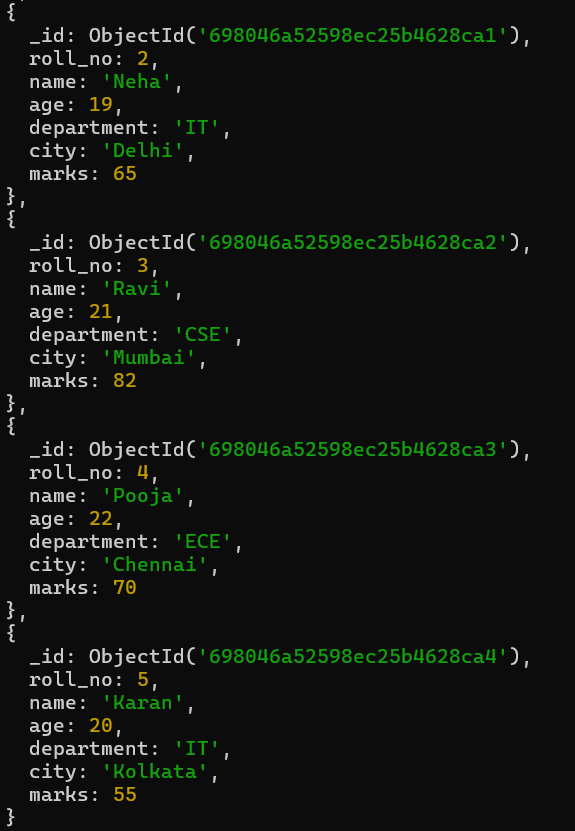 {
  _id: ObjectId('698046a52598ec25b4628ca1'),
  roll_no: 2,
  name: 'Neha',
  age: 19,
  department: 'IT',
  city: 'Delhi',
  marks: 65
},
{
  _id: ObjectId('698046a52598ec25b4628ca2'),
  roll_no: 3,
  name: 'Ravi',
  age: 21,
  department: 'CSE',
  city: 'Mumbai',
  marks: 82
},
{
  _id: ObjectId('698046a52598ec25b4628ca3'),
  roll_no: 4,
  name: 'Pooja',
  age: 22,
  department: 'ECE',
  city: 'Chennai',
  marks: 70
},
{
  _id: ObjectId('698046a52598ec25b4628ca4'),
  roll_no: 5,
  name: 'Karan',
  age: 20,
  department: 'IT',
  city: 'Kolkata',
  marks: 55
}